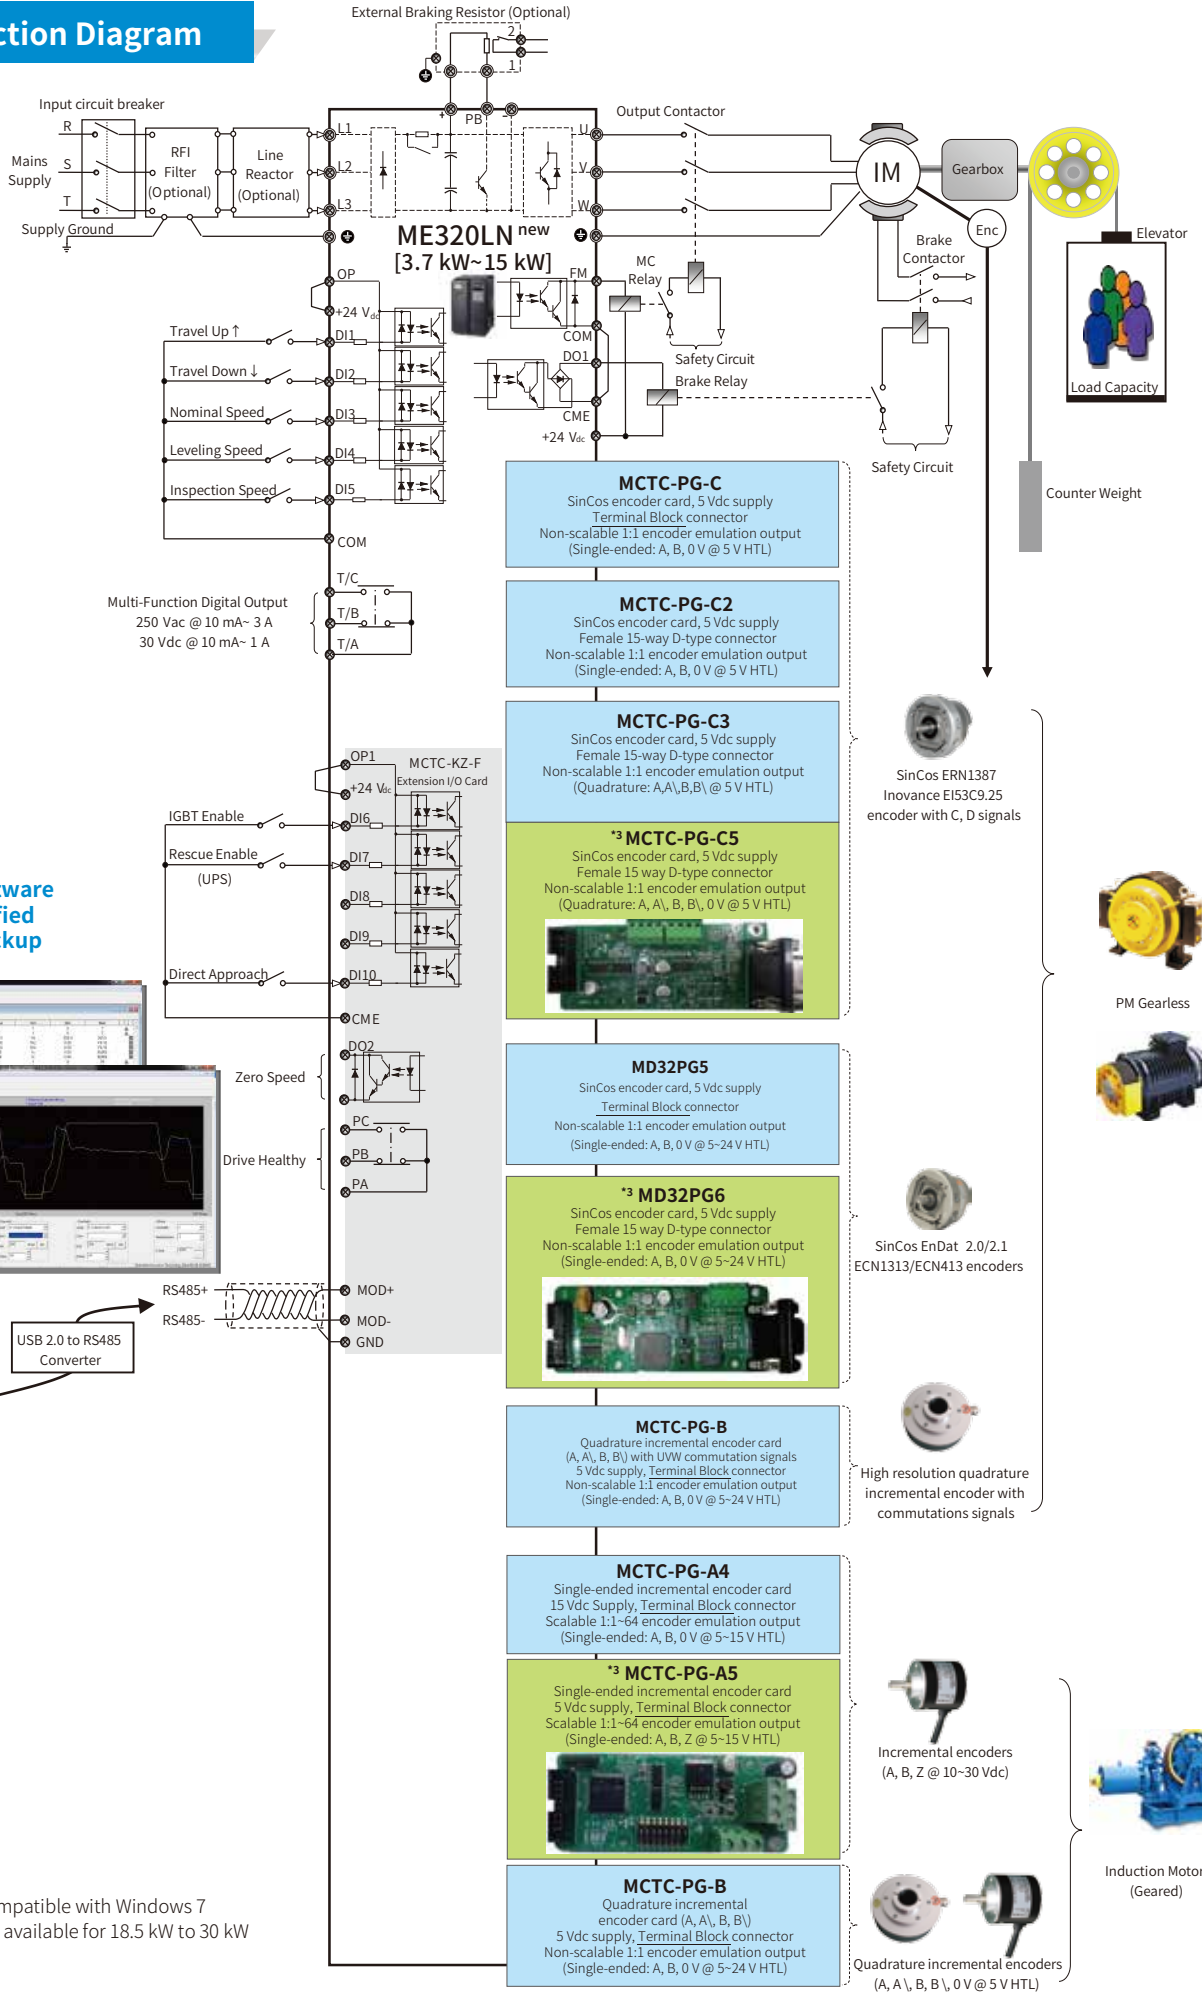 ction Diagram
External Braking Resistor (Optional)
2
1
Input circuit breaker
R
S
T
Mains
Supply
Supply Ground
RFI
Filter
(Optional)
Line
Reactor
(Optional)
L1
L2
L3
+
PB
-
U
V
W
Output Contactor
IM
Gearbox
Enc
Elevator
Load Capacity
Counter Weight
Brake
Contactor
ME320LN new
[3.7 kW~15 kW]
FM
COM
DO1
CME
+24 Vdc
MC
Relay
Safety Circuit
Brake Relay
Safety Circuit
OP
+24 Vdc
Travel Up ↑
DI1
Travel Down ↓
DI2
Nominal Speed
DI3
Leveling Speed
DI4
Inspection Speed
DI5
COM
Multi-Function Digital Output
250 Vac @ 10 mA~ 3 A
30 Vdc @ 10 mA~ 1 A
T/C
T/B
T/A
MCTC-PG-C
SinCos encoder card, 5 Vdc supply
Terminal Block connector
Non-scalable 1:1 encoder emulation output
(Single-ended: A, B, 0 V @ 5 V HTL)
MCTC-PG-C2
SinCos encoder card, 5 Vdc supply
Female 15-way D-type connector
Non-scalable 1:1 encoder emulation output
(Single-ended: A, B, 0 V @ 5 V HTL)
MCTC-PG-C3
SinCos encoder card, 5 Vdc supply
Female 15-way D-type connector
Non-scalable 1:1 encoder emulation output
(Quadrature: A,A\,B,B\ @ 5 V HTL)
*3 MCTC-PG-C5
SinCos encoder card, 5 Vdc supply
Female 15 way D-type connector
Non-scalable 1:1 encoder emulation output
(Quadrature: A, A\, B, B\, 0 V @ 5 V HTL)
SinCos ERN1387
Inovance EI53C9.25
encoder with C, D signals
OP1
MCTC-KZ-F
Extension I/O Card
+24 Vdc
IGBT Enable
DI6
Rescue Enable
(UPS)
DI7
DI8
DI9
Direct Approach
DI10
CME
Zero Speed
DO2
Drive Healthy
PC
PB
PA
RS485+
RS485-
MOD+
MOD-
GND
USB 2.0 to RS485
Converter
tware
fied
ckup
PM Gearless
MD32PG5
SinCos encoder card, 5 Vdc supply
Terminal Block connector
Non-scalable 1:1 encoder emulation output
(Single-ended: A, B, 0 V @ 5~24 V HTL)
*3 MD32PG6
SinCos encoder card, 5 Vdc supply
Female 15 way D-type connector
Non-scalable 1:1 encoder emulation output
(Single-ended: A, B, 0 V @ 5~24 V HTL)
SinCos EnDat 2.0/2.1
ECN1313/ECN413 encoders
MCTC-PG-B
Quadrature incremental encoder card
(A, A\, B, B\) with UVW commutation signals
5 Vdc supply, Terminal Block connector
Non-scalable 1:1 encoder emulation output
(Single-ended: A, B, 0 V @ 5~24 V HTL)
High resolution quadrature
incremental encoder with
commutations signals
MCTC-PG-A4
Single-ended incremental encoder card
15 Vdc Supply, Terminal Block connector
Scalable 1:1~64 encoder emulation output
(Single-ended: A, B, 0 V @ 5~15 V HTL)
*3 MCTC-PG-A5
Single-ended incremental encoder card
5 Vdc supply, Terminal Block connector
Scalable 1:1~64 encoder emulation output
(Single-ended: A, B, Z @ 5~15 V HTL)
Incremental encoders
(A, B, Z @ 10~30 Vdc)
MCTC-PG-B
Quadrature incremental
encoder card (A, A\, B, B\)
5 Vdc supply, Terminal Block connector
Non-scalable 1:1 encoder emulation output
(Single-ended: A, B, 0 V @ 5~24 V HTL)
Quadrature incremental encoders
(A, A \, B, B \, 0 V @ 5 V HTL)
Induction Motor
(Geared)
mpatible with Windows 7
available for 18.5 kW to 30 kW